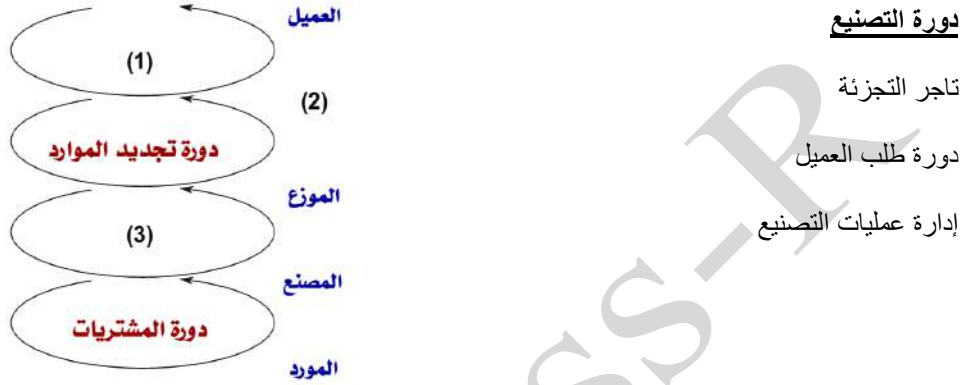 دورة التصنيع
تاجر التجزئة
دورة طلب العميل
إدارة عمليات التصنيع
العميل
(1)
(2)
دورة تجديد الموارد
الموزع
(3)
المصنع
دورة المشتريات
المورد
ss-R